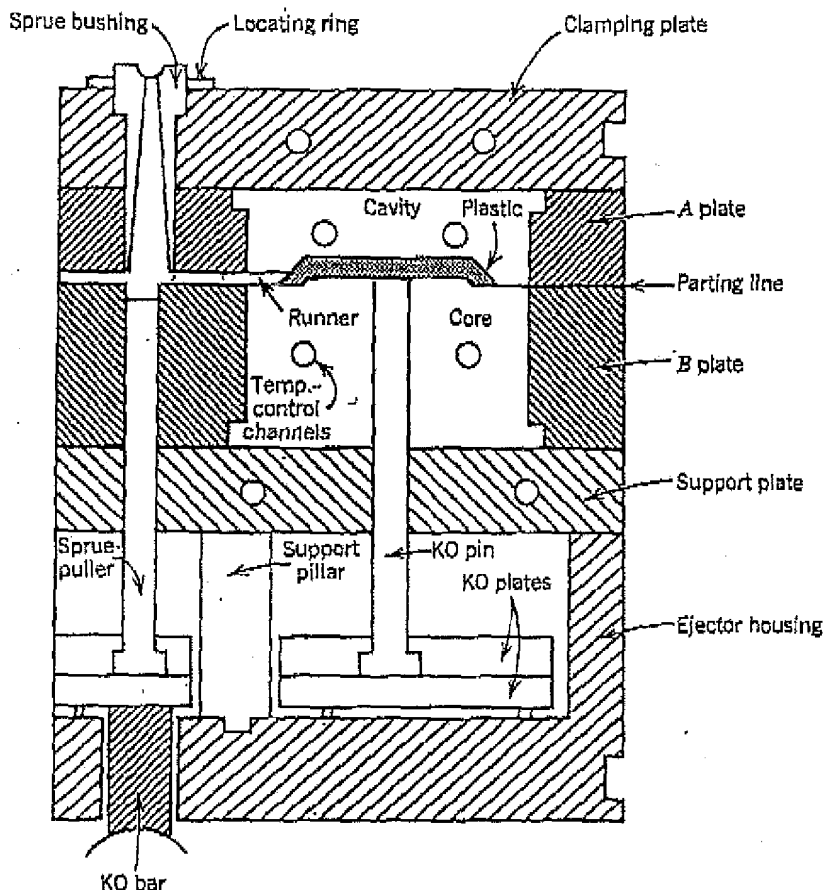 Sprue bushing
Locating ring
Clamping plate
Cavity
Plastic
A plate
Parting line
Runner
Core
B plate
Temp.-
control
channels
Support plate
Sprue-
puller
Support
pillar
KO pin
KO plates
Ejector housing
KO bar